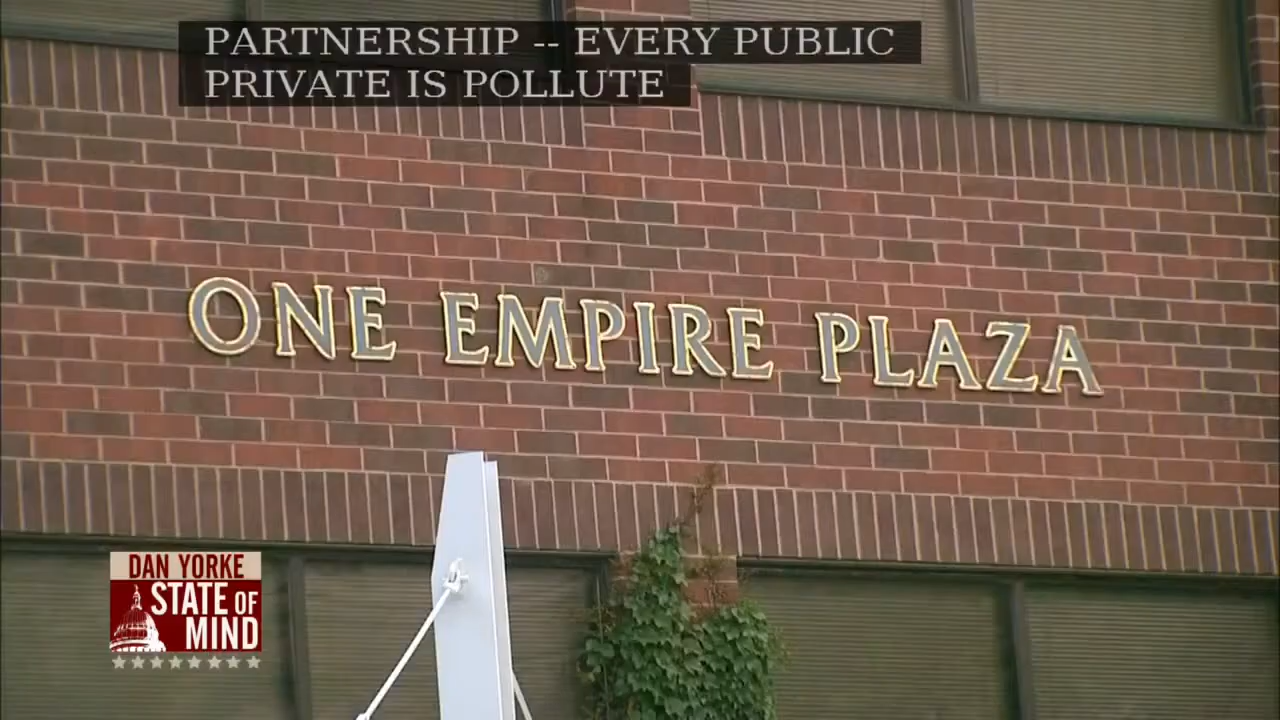 PARTNERSHIP -- EVERY PUBLIC
PRIVATE IS POLLUTE
ONE EMPIRE PLAZA
DAN YORKE
STATE OF
MIND